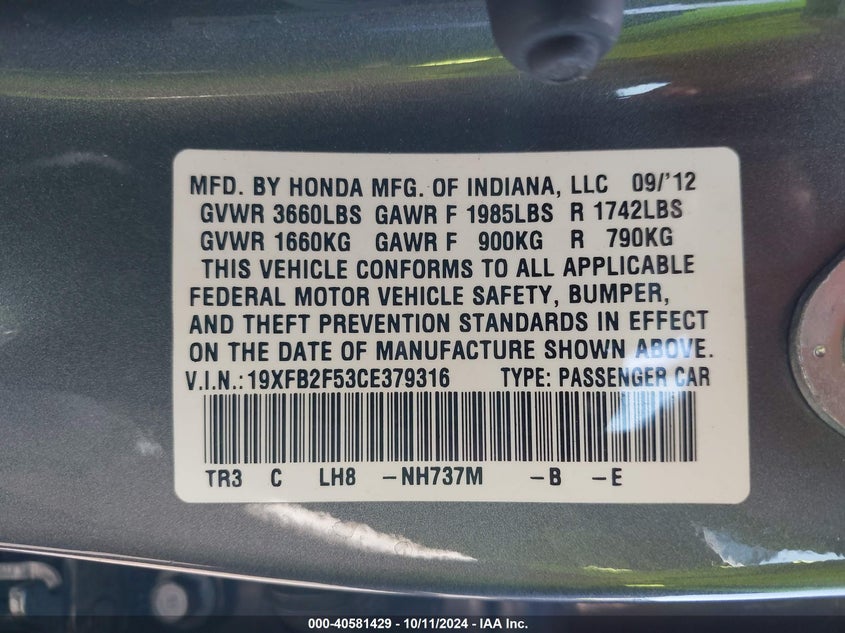 MFD. BY HONDA MFG. OF INDIANA, LLC 09/'12
GVWR 3660LBS GAWR F 1985LBS R 1742LBS
GVWR 1660KG GAWR F 900KG R 790KG
THIS VEHICLE CONFORMS TO ALL APPLICABLE
FEDERAL MOTOR VEHICLE SAFETY, BUMPER,
AND THEFT PREVENTION STANDARDS IN EFFECT
ON THE DATE OF MANUFACTURE SHOWN ABOVE.
V.I.N.:19XFB2F53CE379316 TYPE: PASSENGER CAR
TR3 C LH8 -NH737M -B -E
000-40581429 - 10/11/2024 - IAA Inc.